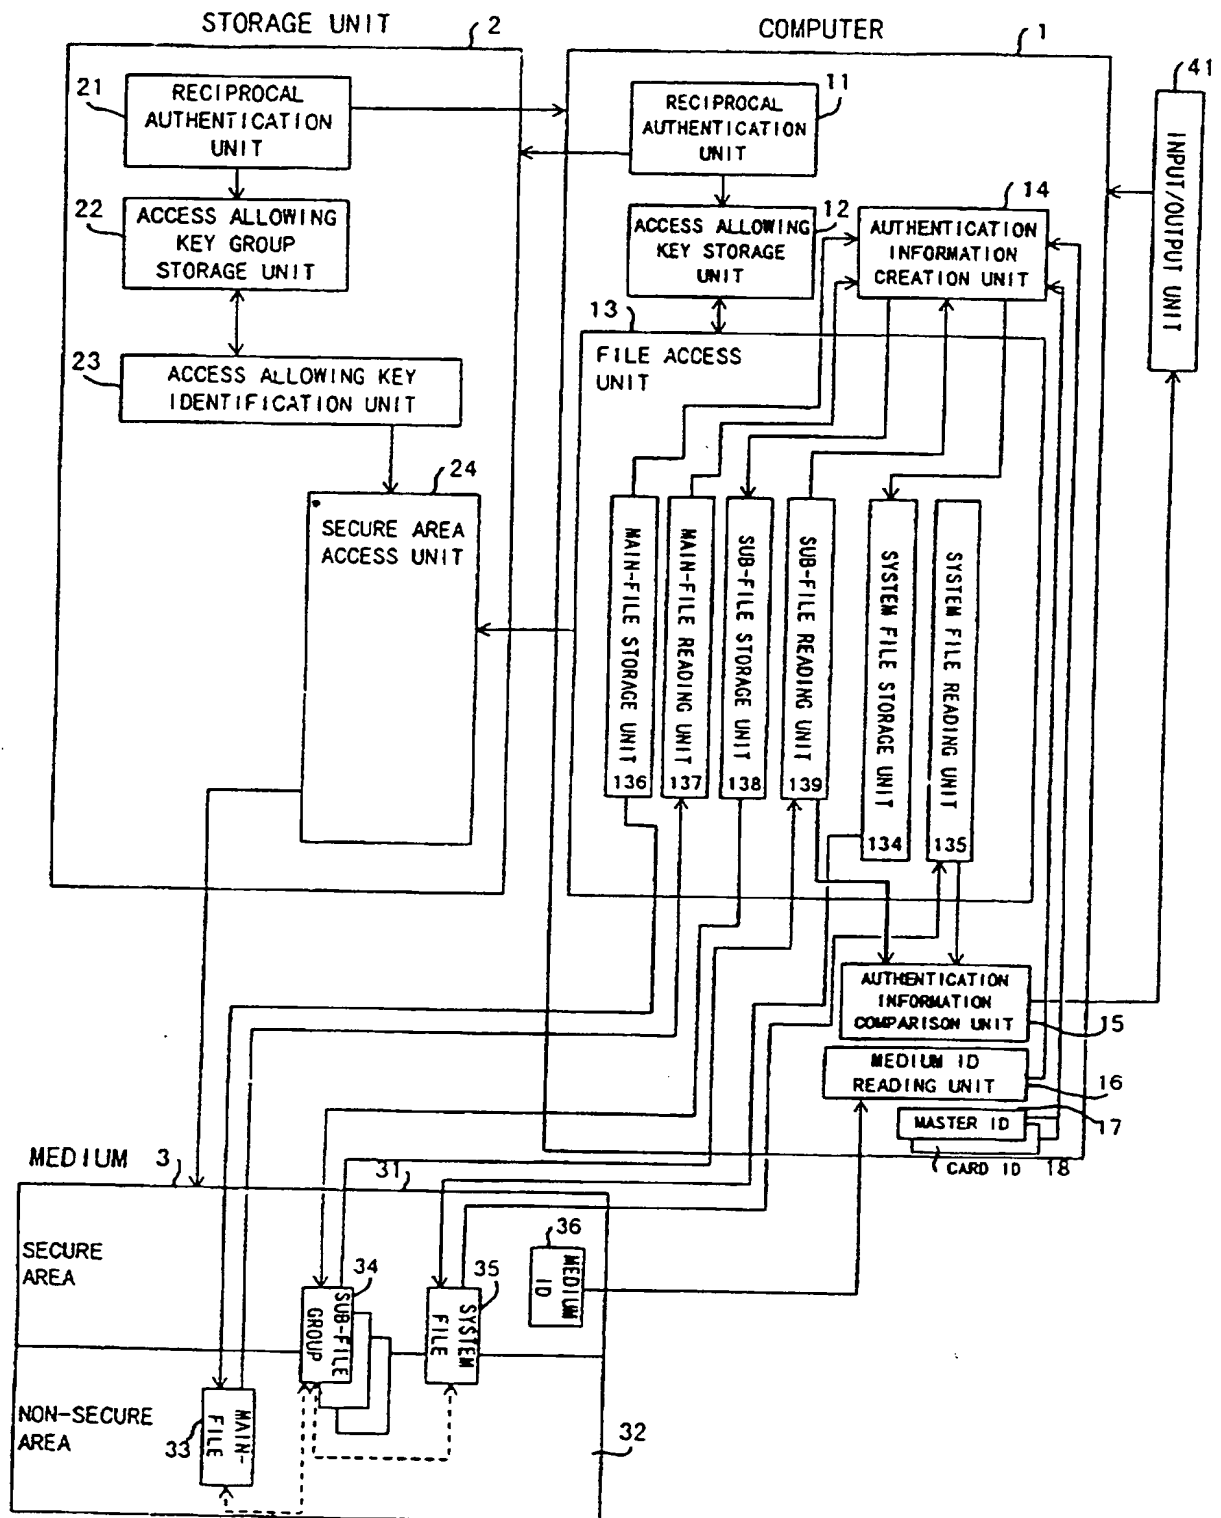 STORAGE UNIT
2
21
RECIPROCAL
AUTHENTICATION
UNIT
22
ACCESS ALLOWING
KEY GROUP
STORAGE UNIT
23
ACCESS ALLOWING KEY
IDENTIFICATION UNIT
24
SECURE AREA
ACCESS UNIT
COMPUTER
1
RECIPROCAL
AUTHENTICATION
UNIT
11
ACCESS ALLOWING
KEY STORAGE
UNIT
12
14
AUTHENTICATION
INFORMATION
CREATION UNIT
13
FILE ACCESS
UNIT
MAIN-FILE STORAGE UNIT
136
MAIN-FILE READING UNIT
137
SUB-FILE STORAGE UNIT
138
SUB-FILE READING UNIT
139
SYSTEM FILE STORAGE UNIT
134
SYSTEM FILE READING UNIT
135
41
INPUT/OUTPUT UNIT
AUTHENTICATION
INFORMATION
COMPARISON UNIT
15
MEDIUM ID
READING UNIT
16
MASTER ID
17
CARD ID
18
MEDIUM
3
31
SECURE
AREA
34
SUB-FILE
GROUP
35
SYSTEM
FILE
36
MEDIUM
ID
NON-SECURE
AREA
33
MAIN-
FILE
32